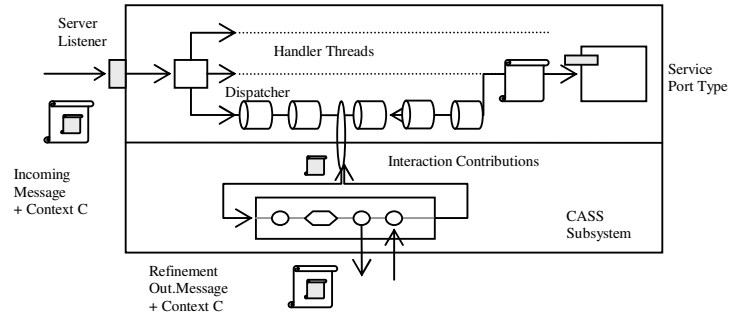 Server
Listener
Handler Threads
Dispatcher
Service
Port Type
Incoming
Message
+ Context C
Interaction Contributions
CASS
Subsystem
Refinement
Out.Message
+ Context C